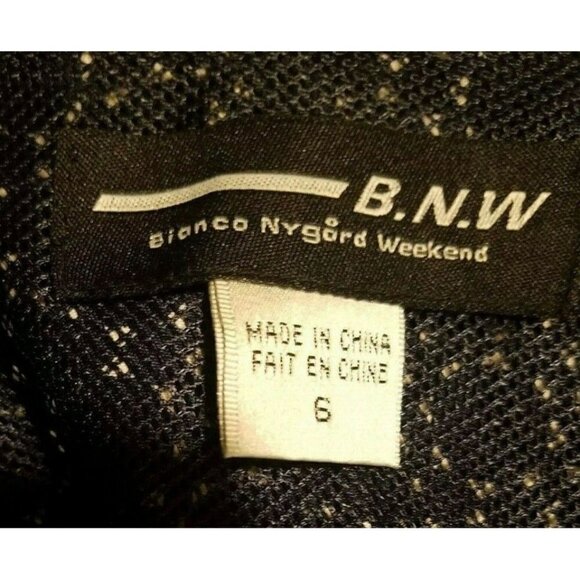 B.N.W
Bianco Nygård Weekend
MADE IN CHINA
FAIT EN CHINE
6